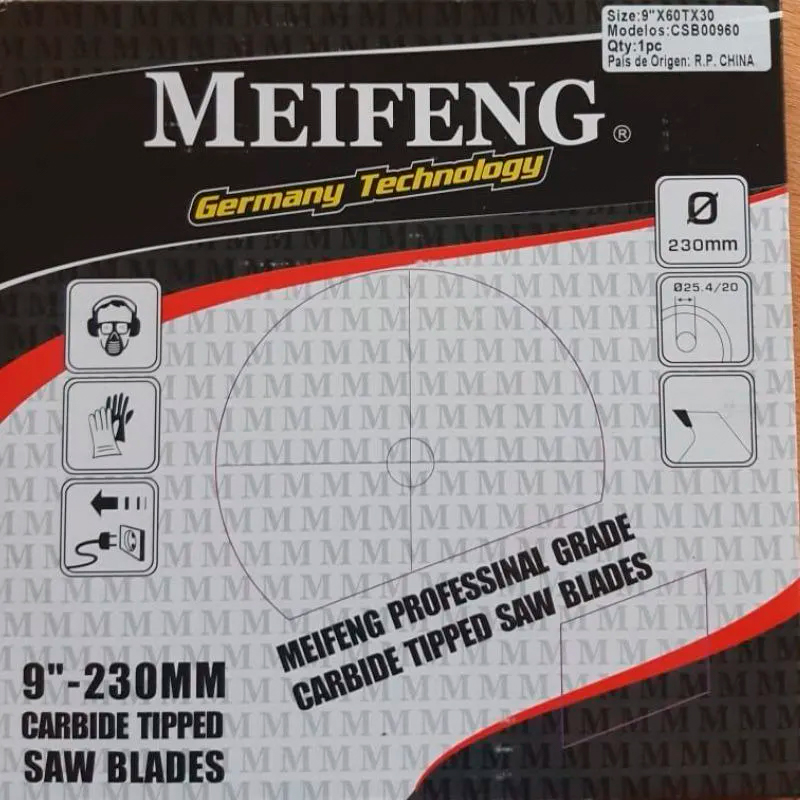 Size:9"X60TX30
Modelos:CSB00960
Qty:1pc
País de Origen: R.P. CHINA
MEIFENG®
Germany Technology
Ø
230mm
Ø25.4/20
MEIFENG PROFESSINAL GRADE
CARBIDE TIPPED SAW BLADES
9"-230MM
CARBIDE TIPPED
SAW BLADES